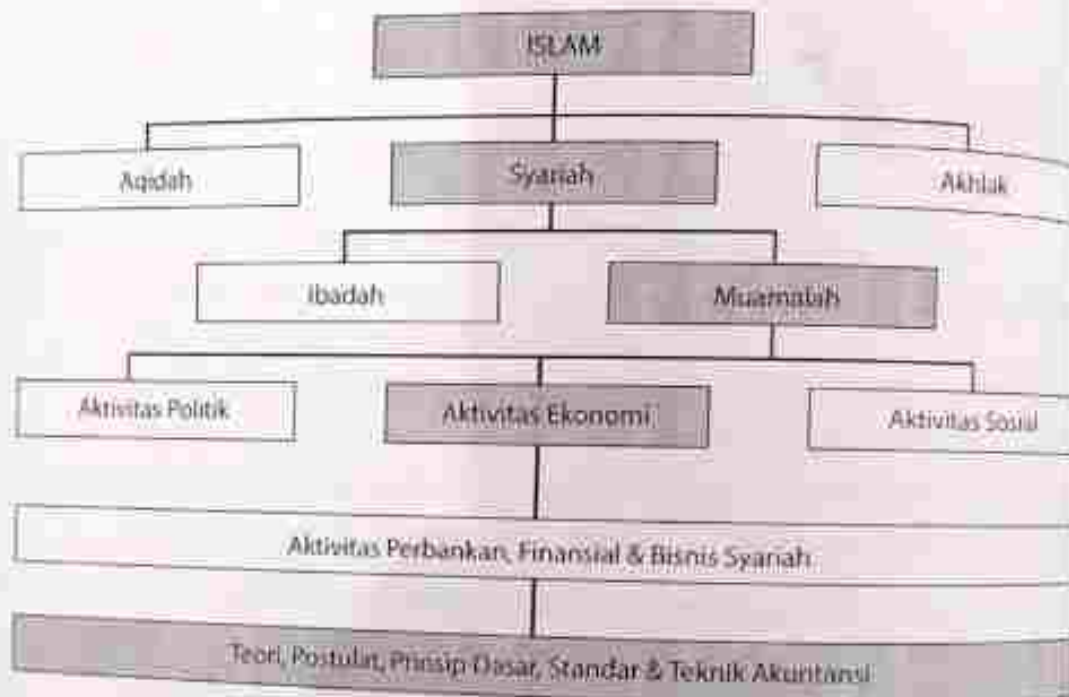 ISLAM
Aqidah
Syariah
Akhlak
Ibadah
Muamalah
Aktivitas Politik
Aktivitas Ekonomi
Aktivitas Sosial
Aktivitas Perbankan, Finansial & Bisnis Syariah
Teori, Postulat, Prinsip Dasar, Standar & Teknik Akuntansi